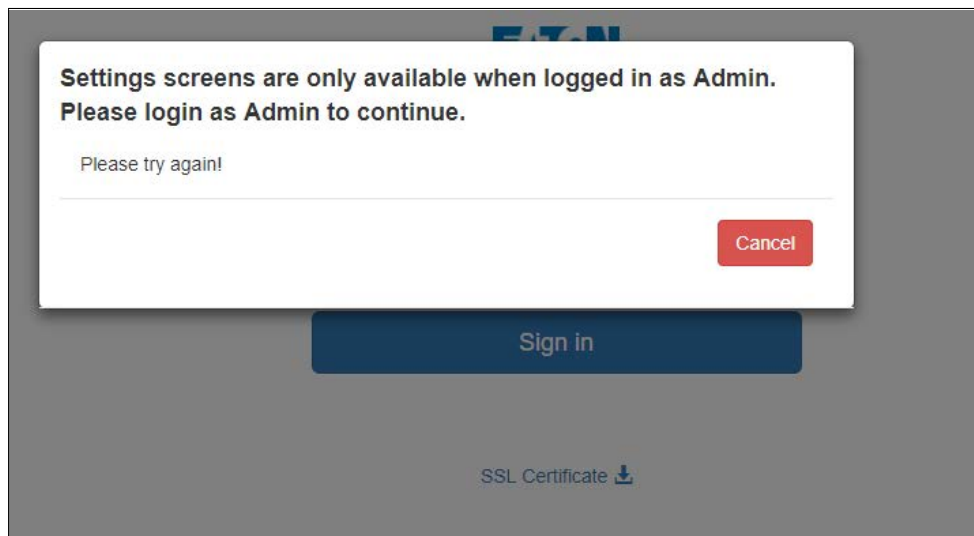 EATON
Settings screens are only available when logged in as Admin.
Please login as Admin to continue.
Please try again!
Cancel
Sign in
SSL Certificate